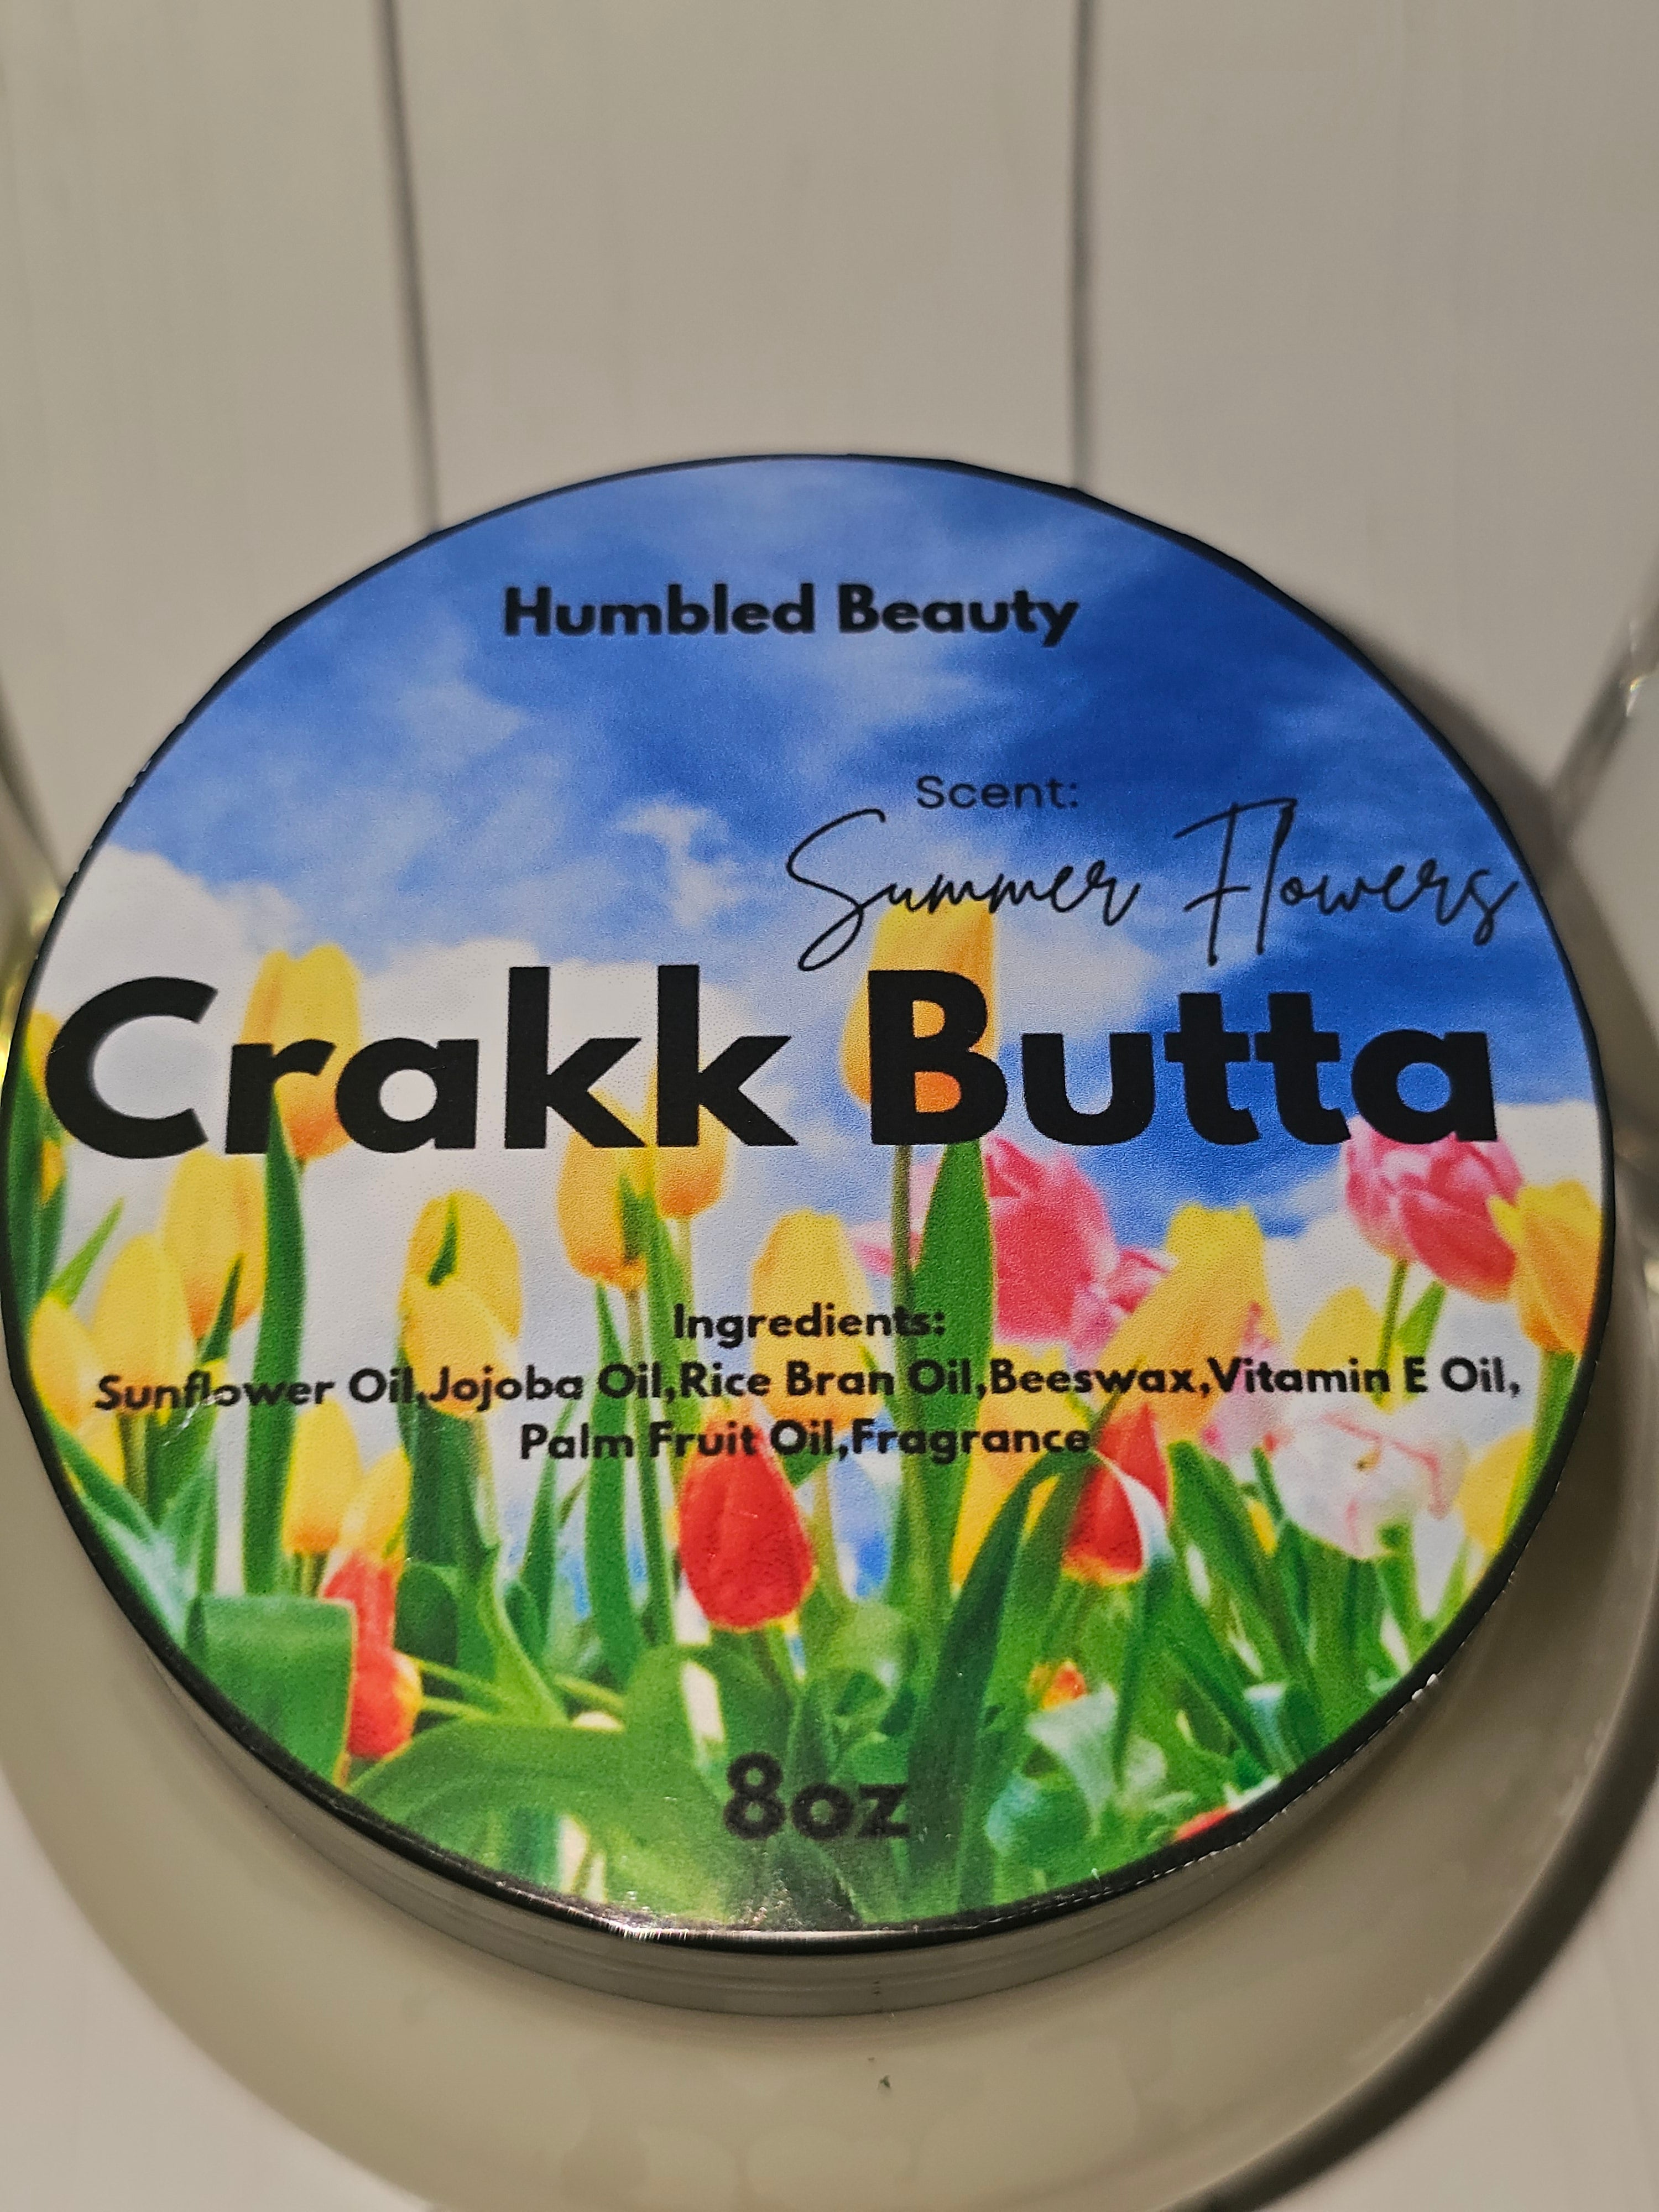 Humbled Beauty
Scent:
Summer Flowers
Crakk Butta
Ingredients:
Sunflower Oil,Jojoba Oil,Rice Bran Oil,Beeswax,Vitamin E Oil,
Palm Fruit Oil,Fragrance
8oz